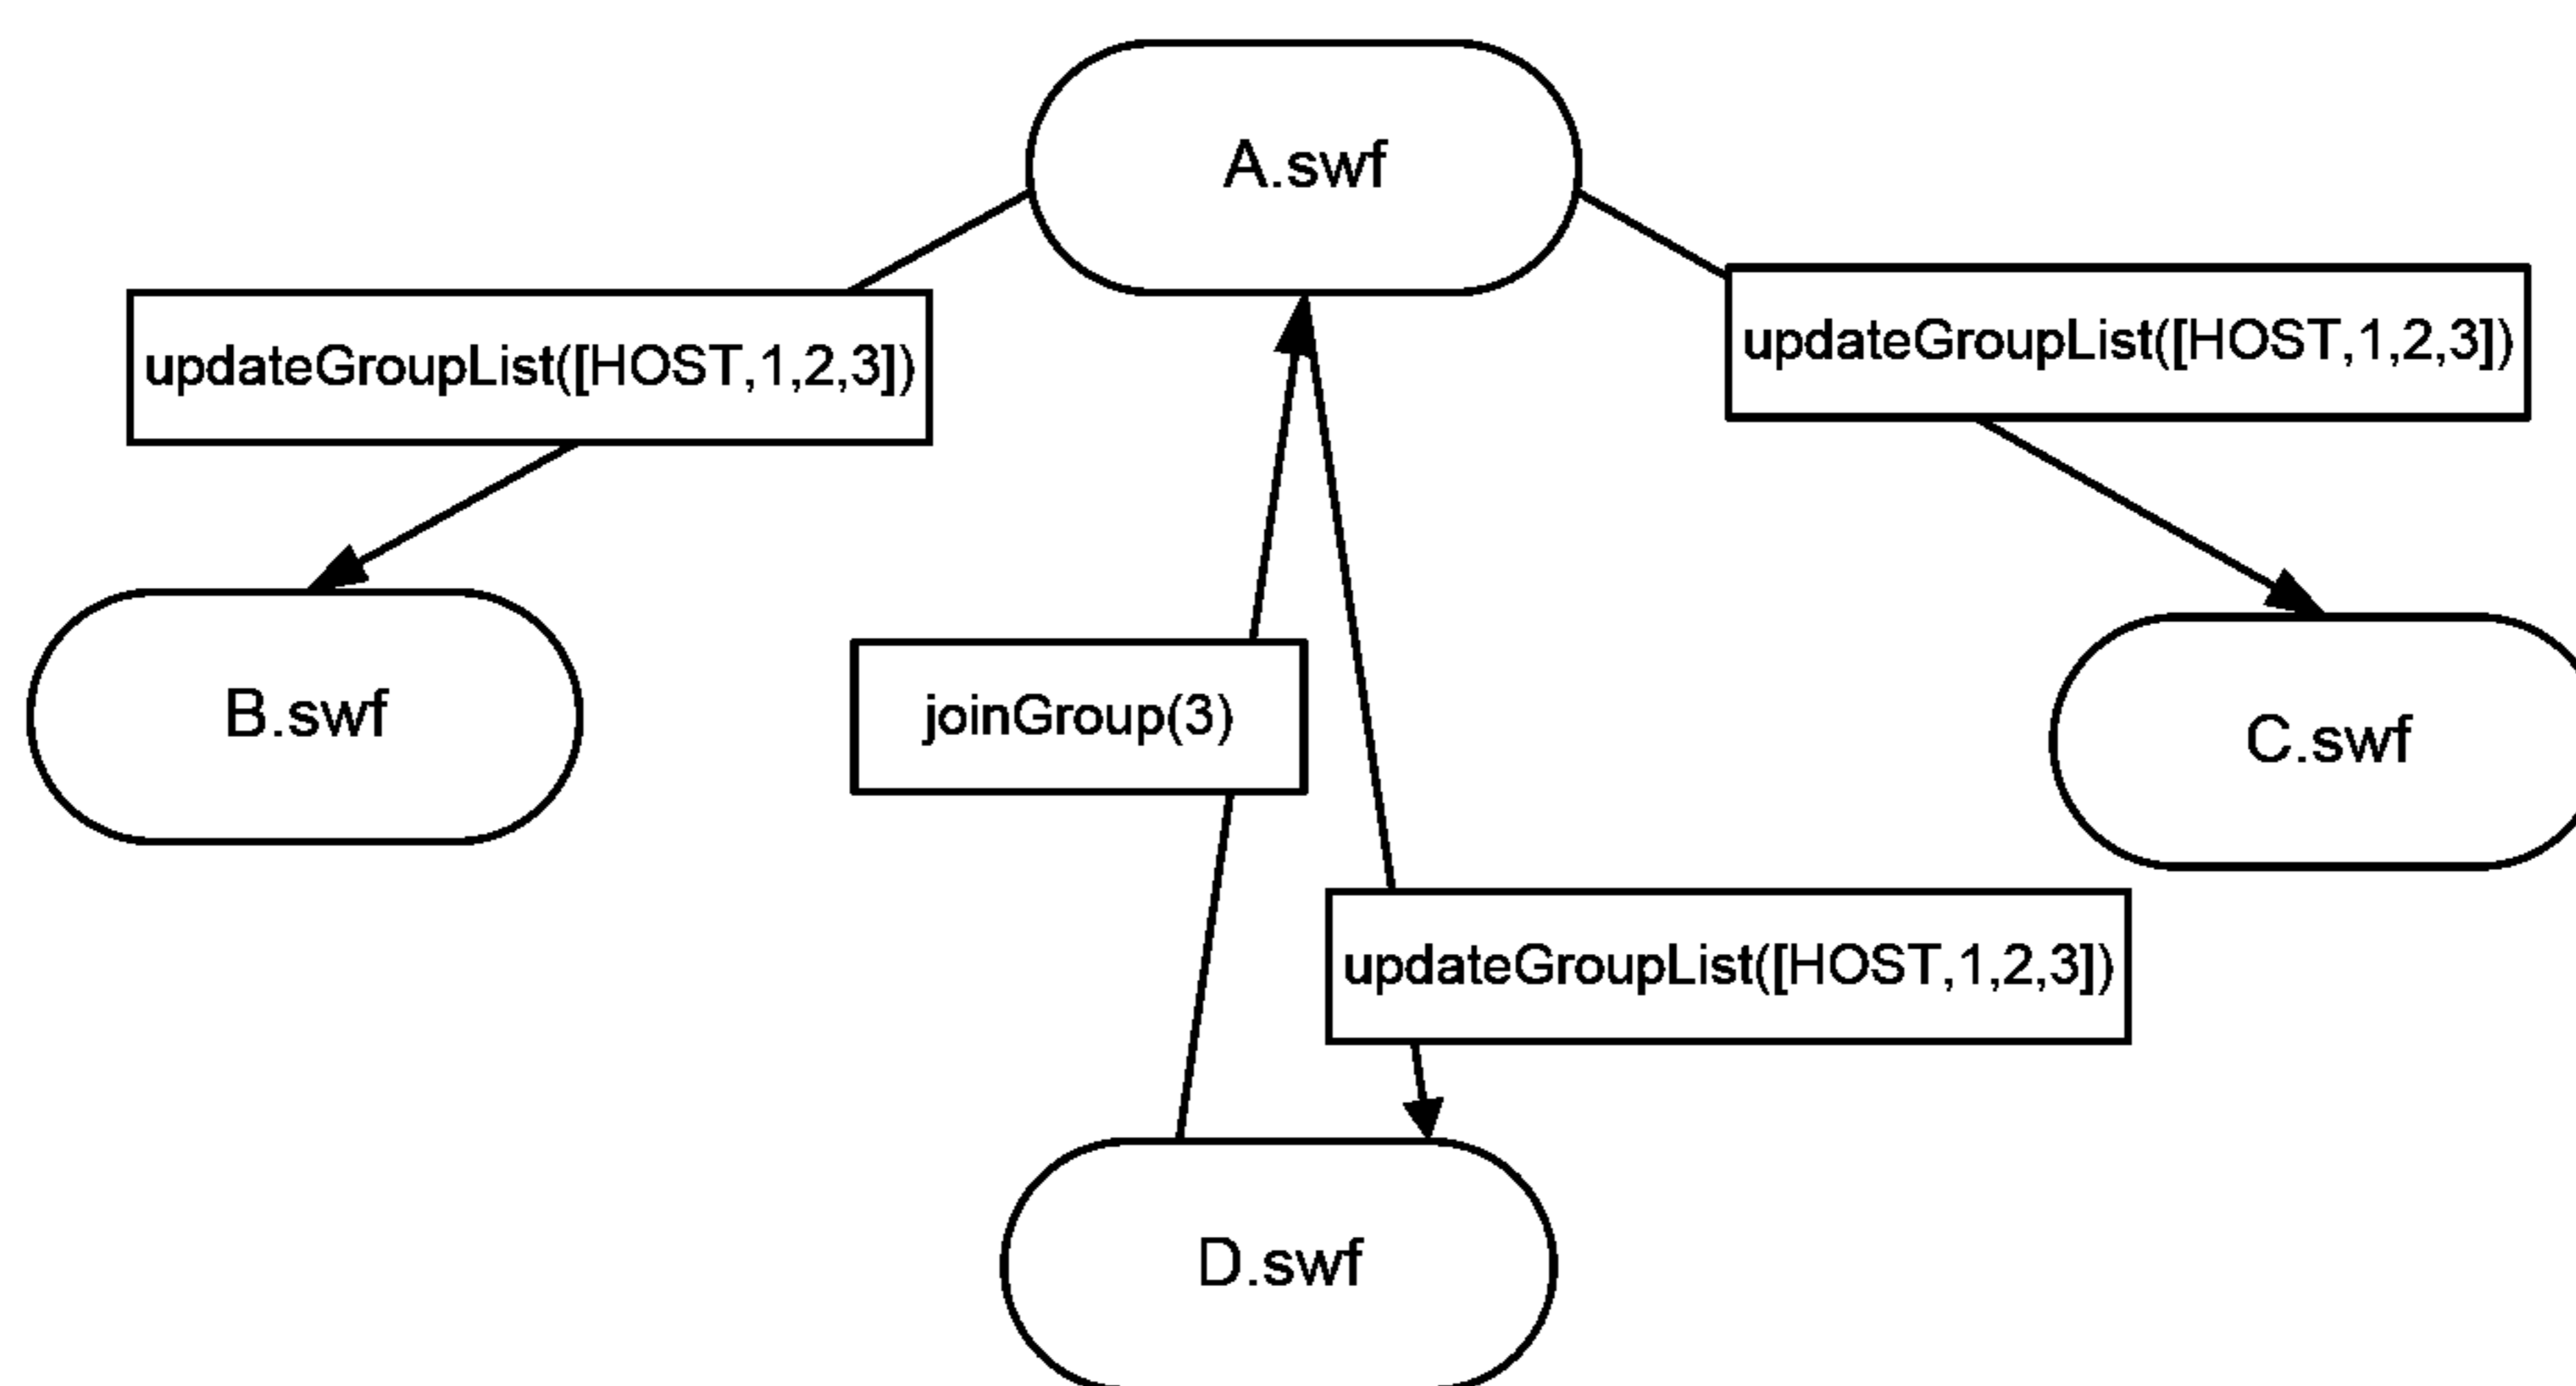 A.swf
updateGroupList([HOST,1,2,3])
updateGroupList([HOST,1,2,3])
B.swf
joinGroup(3)
C.swf
updateGroupList([HOST,1,2,3])
D.swf